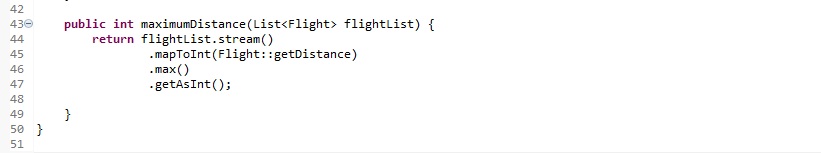 42
43 public int maximumDistance(List<Flight> flightList) {
44 return flightList.stream()
45 .mapToInt(Flight::getDistance)
46 .max()
47 .getAsInt();
48
49 }
50 }
51